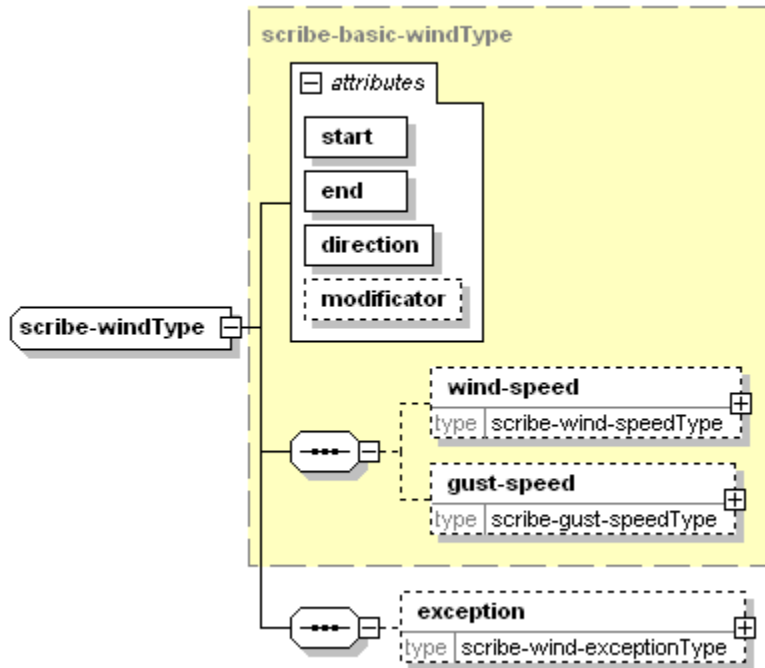 scribe-basic-windType
attributes
start
end
direction
modificator
scribe-windType
wind-speed
type scribe-wind-speedType
gust-speed
type scribe-gust-speedType
exception
type scribe-wind-exceptionType